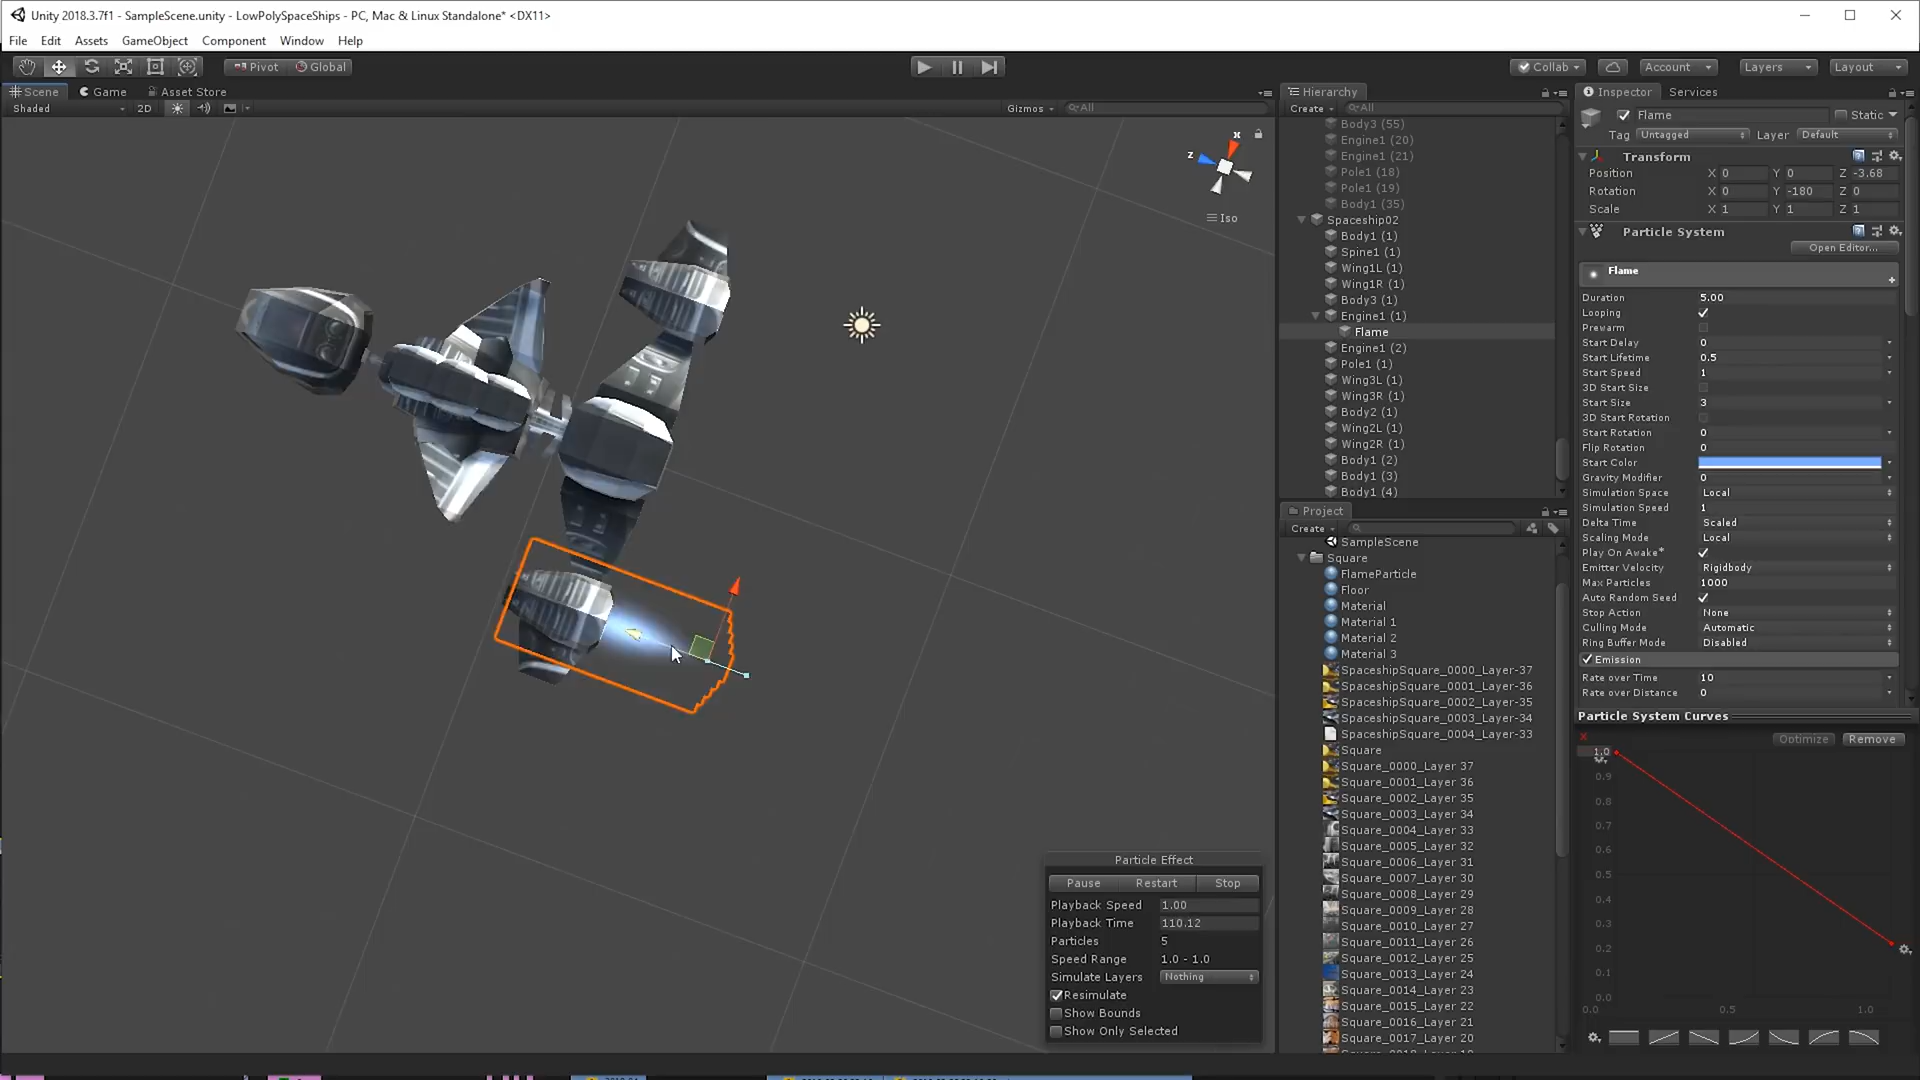 Unity 2018.3.7f1 - SampleScene.unity - LowPolySpaceShips - PC, Mac & Linux Standalone* <DX11>
File Edit Assets GameObject Component Window Help
Pivot Global Collab Account Layers Layout
Scene Game Asset Store
Shaded 2D Gizmos All
x
z
Iso
Particle Effect
Pause Restart Stop
Playback Speed 1.00
Playback Time 110.12
Particles 5
Speed Range 1.0 - 1.0
Simulate Layers Nothing
Resimulate
Show Bounds
Show Only Selected
Hierarchy
Create All
Body3 (55)
Engine1 (20)
Engine1 (21)
Pole1 (18)
Pole1 (19)
Body1 (35)
Spaceship02
Body1 (1)
Spine1 (1)
Wing1L (1)
Wing1R (1)
Body3 (1)
Engine1 (1)
Flame
Engine1 (2)
Pole1 (1)
Wing3L (1)
Wing3R (1)
Body2 (1)
Wing2L (1)
Wing2R (1)
Body1 (2)
Body1 (3)
Body1 (4)
Project
Create
SampleScene
Square
FlameParticle
Floor
Material
Material 1
Material 2
Material 3
SpaceshipSquare_0000_Layer-37
SpaceshipSquare_0001_Layer-36
SpaceshipSquare_0002_Layer-35
SpaceshipSquare_0003_Layer-34
SpaceshipSquare_0004_Layer-33
Square
Square_0000_Layer 37
Square_0001_Layer 36
Square_0002_Layer 35
Square_0003_Layer 34
Square_0004_Layer 33
Square_0005_Layer 32
Square_0006_Layer 31
Square_0007_Layer 30
Square_0008_Layer 29
Square_0009_Layer 28
Square_0010_Layer 27
Square_0011_Layer 26
Square_0012_Layer 25
Square_0013_Layer 24
Square_0014_Layer 23
Square_0015_Layer 22
Square_0016_Layer 21
Square_0017_Layer 20
Inspector Services
Flame Static
Tag Untagged Layer Default
Transform
Position X 0 Y 0 Z -3.68
Rotation X 0 Y -180 Z 0
Scale X 1 Y 1 Z 1
Particle System
Open Editor...
Flame
Duration 5.00
Looping
Prewarm
Start Delay 0
Start Lifetime 0.5
Start Speed 1
3D Start Size
Start Size 3
3D Start Rotation
Start Rotation 0
Flip Rotation 0
Start Color
Gravity Modifier 0
Simulation Space Local
Simulation Speed 1
Delta Time Scaled
Scaling Mode Local
Play On Awake*
Emitter Velocity Rigidbody
Max Particles 1000
Auto Random Seed
Stop Action None
Culling Mode Automatic
Ring Buffer Mode Disabled
Emission
Rate over Time 10
Rate over Distance 0
Particle System Curves
Optimize Remove
1.0
0.9
0.8
0.7
0.6
0.5
0.4
0.3
0.2
0.1
0.0
0.0 0.5 1.0